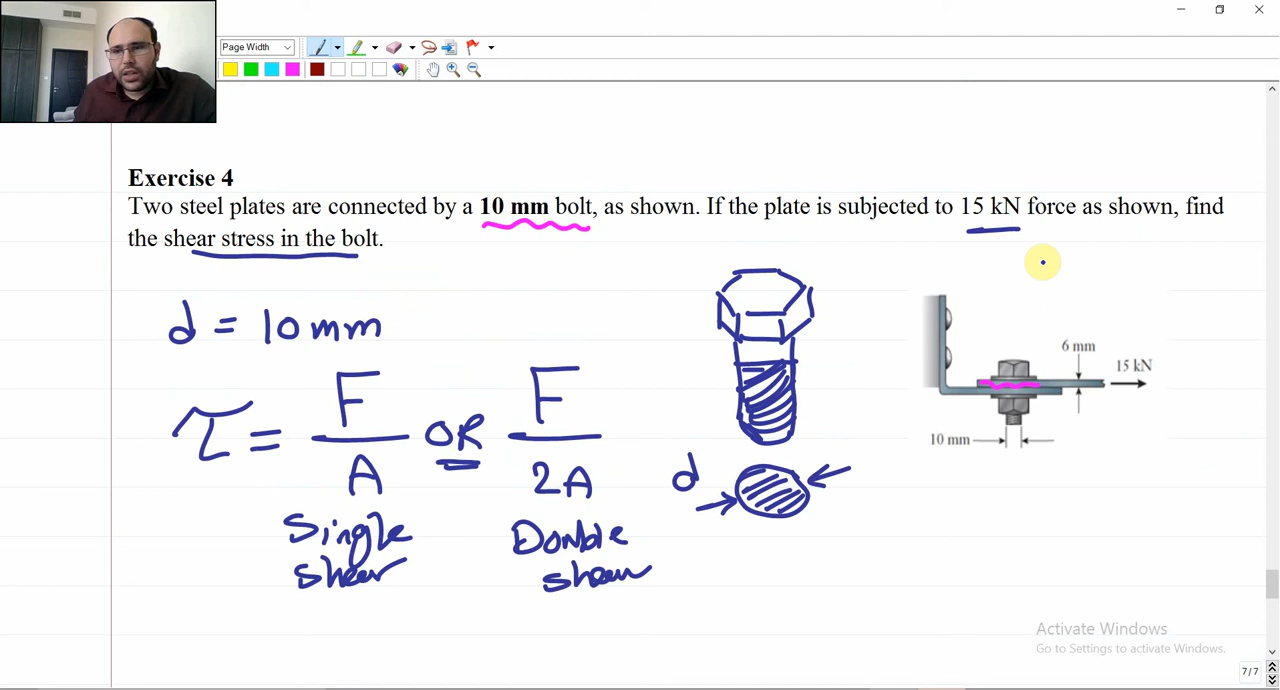 Page Width
Exercise 4
Two steel plates are connected by a 10 mm bolt, as shown. If the plate is subjected to 15 kN force as shown, find
the shear stress in the bolt.
d = 10 mm
τ = F/A OR F/2A
Single shear
Double shear
d
6 mm
15 kN
10 mm
Activate Windows
Go to Settings to activate Windows.
7/7